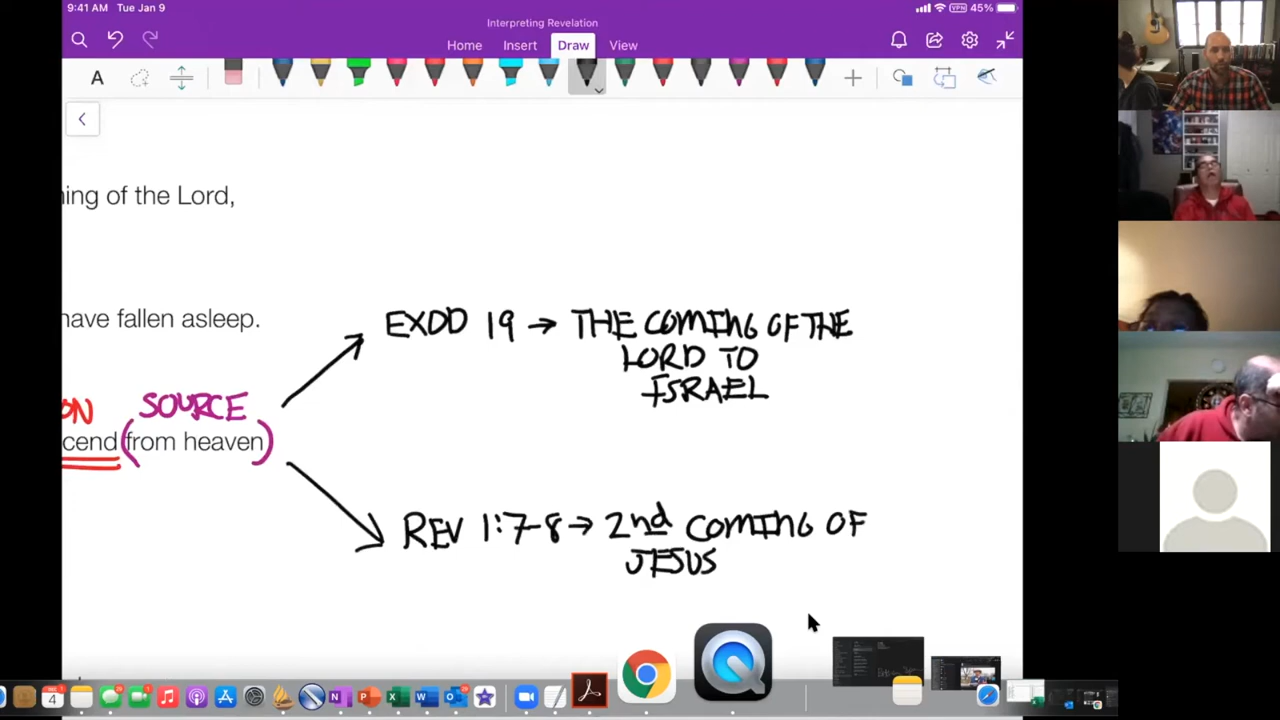 9:41 AM Tue Jan 9
VPN 45%
Interpreting Revelation
Home Insert Draw View
A
ning of the Lord,
have fallen asleep.
EXOD 19 → THE COMING OF THE
LORD TO
ISRAEL
ON SOURCE
cend (from heaven)
REV 1:7-8 → 2nd COMING OF
JESUS